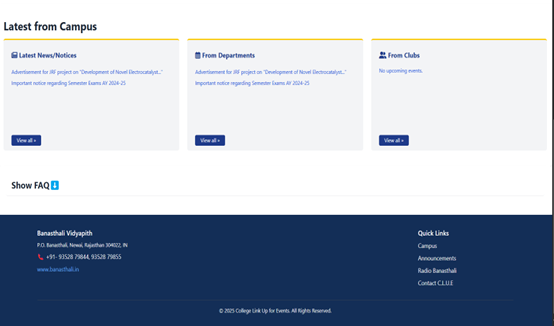 Latest from Campus
Latest News/Notices
Advertisement for JRF project on "Development of Novel Electrocatalyst..."
Important notice regarding Semester Exams AY 2024-25
View all »
From Departments
Advertisement for JRF project on "Development of Novel Electrocatalyst..."
Important notice regarding Semester Exams AY 2024-25
View all »
From Clubs
No upcoming events.
View all »
Show FAQ
Banasthali Vidyapith
P.O. Banasthali, Newai, Rajasthan 304022, IN
+91- 93528 79844, 93528 79855
www.banasthali.in
Quick Links
Campus
Announcements
Radio Banasthali
Contact C.L.U.E
© 2025 College Link Up for Events. All Rights Reserved.